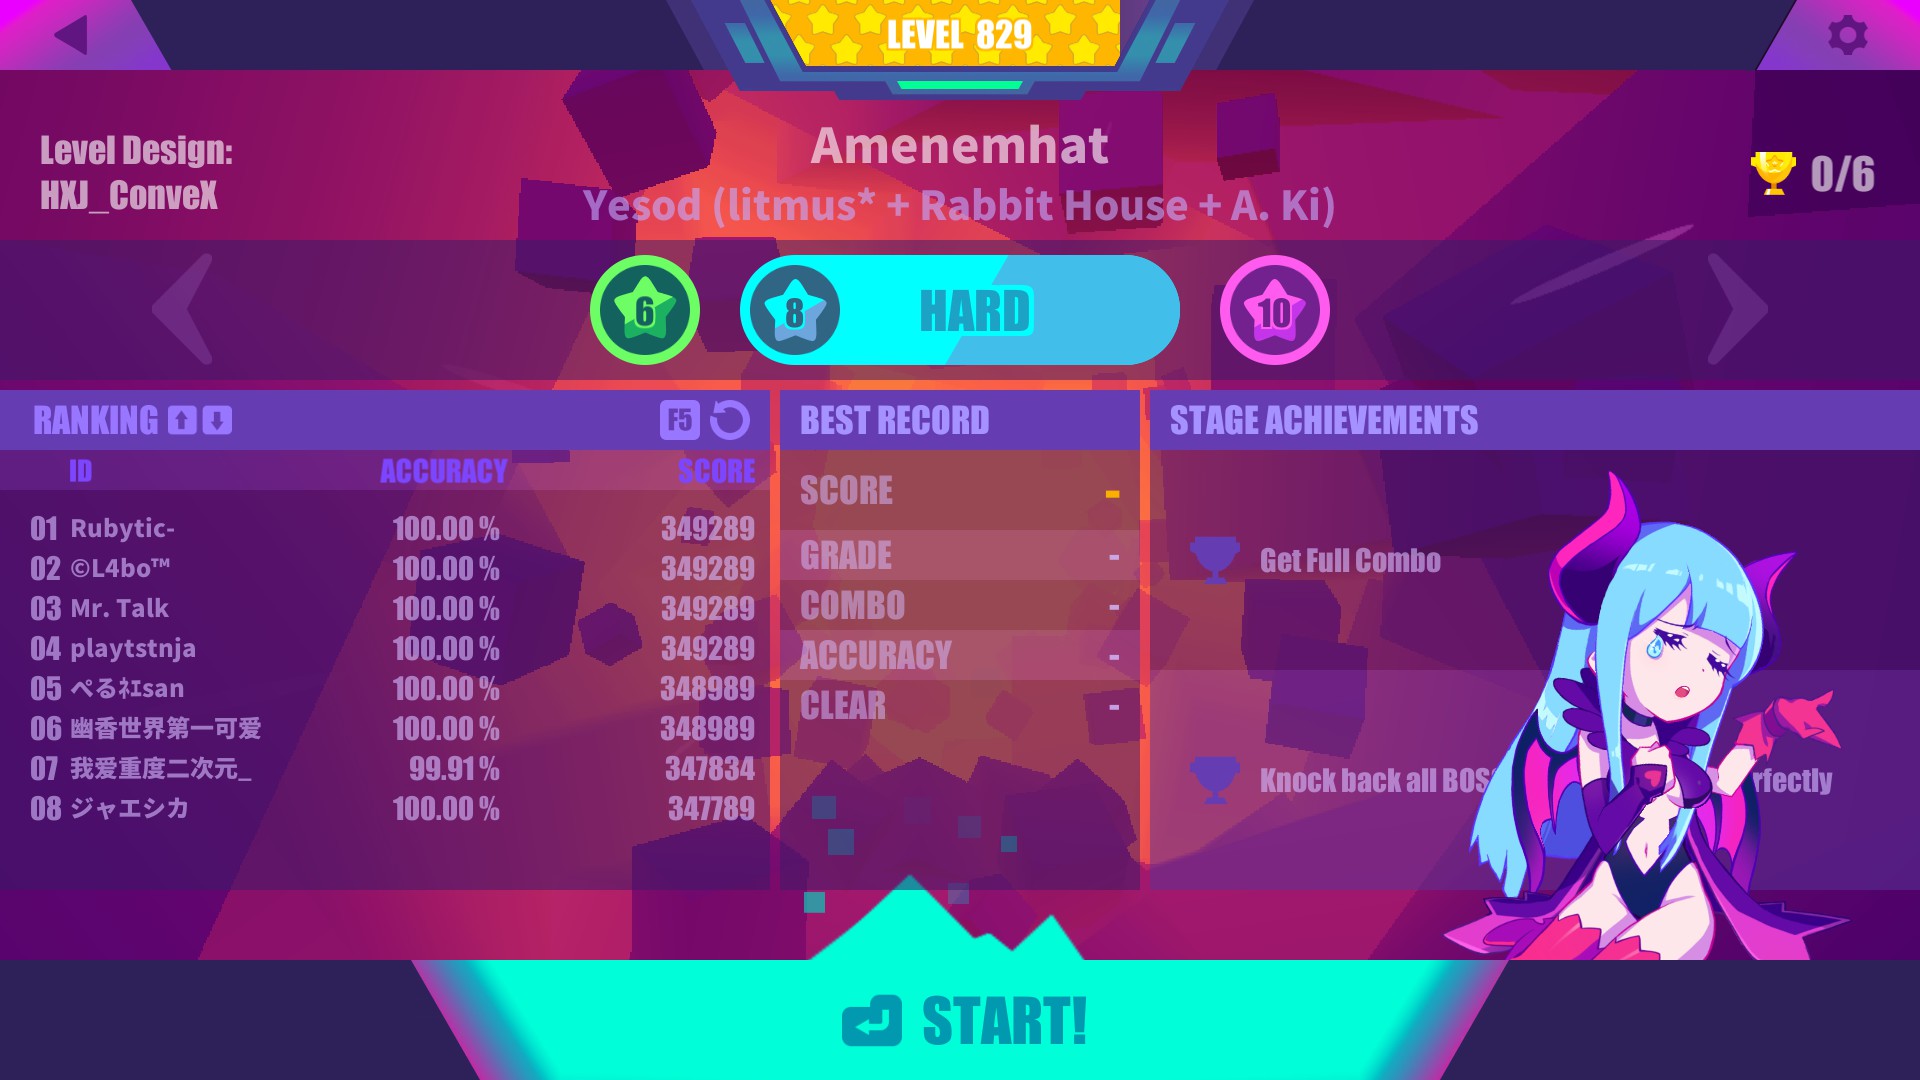 LEVEL 829
Level Design:
HXJ_ConveX
Amenemhat
Yesod (litmus* + Rabbit House + A. Ki)
0/6
6
8
HARD
10
RANKING
F5
ID ACCURACY SCORE
01 Rubytic- 100.00 % 349289
02 ©L4bo™ 100.00 % 349289
03 Mr. Talk 100.00 % 349289
04 playtstnja 100.00 % 349289
05 ぺるネエsan 100.00 % 348989
06 幽香世界第一可爱 100.00 % 348989
07 我爱重度二次元_ 99.91 % 347834
08 ジャエシカ 100.00 % 347789
BEST RECORD
SCORE -
GRADE -
COMBO -
ACCURACY -
CLEAR -
STAGE ACHIEVEMENTS
Get Full Combo
Knock back all BOS rfectly
START!